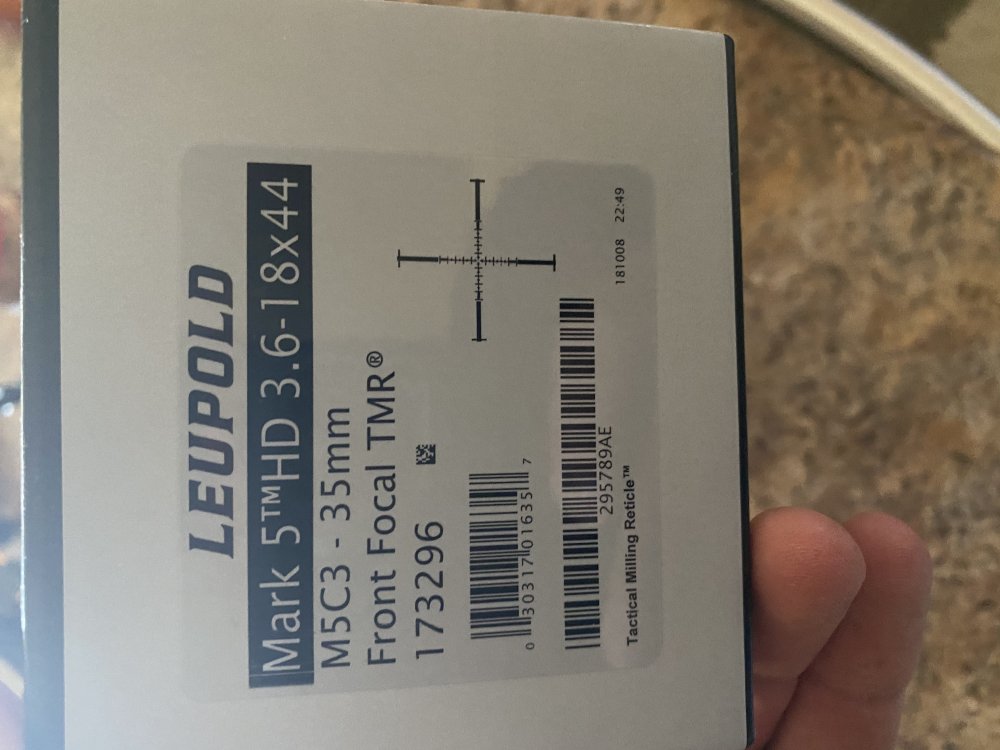 LEUPOLD
Mark 5™HD 3.6-18x44
M5C3 - 35mm
Front Focal TMR®
173296
0 30317 01635 7
295789AE
Tactical Milling Reticle™
181008 22:49